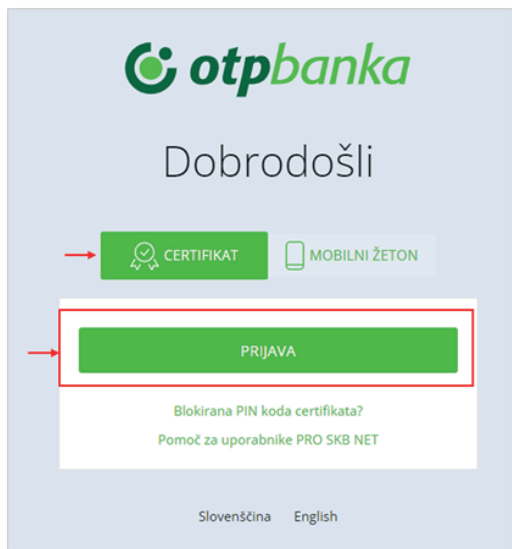 otpbanka
Dobrodošli
CERTIFIKAT
MOBILNI ŽETON
PRIJAVA
Blokirana PIN koda certifikata?
Pomoč za uporabnike PRO SKB NET
Slovenščina English